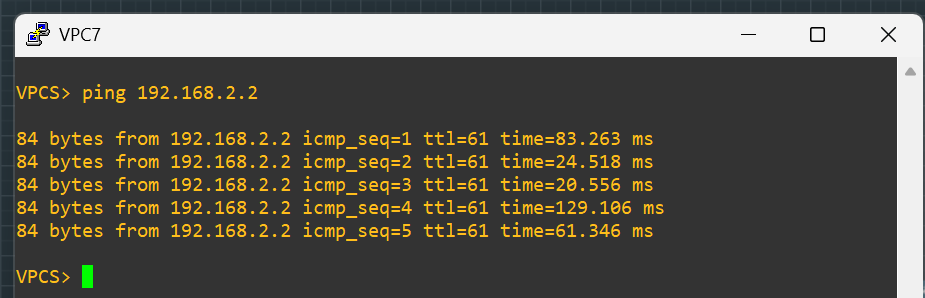 VPC7
VPCS> ping 192.168.2.2
84 bytes from 192.168.2.2 icmp_seq=1 ttl=61 time=83.263 ms
84 bytes from 192.168.2.2 icmp_seq=2 ttl=61 time=24.518 ms
84 bytes from 192.168.2.2 icmp_seq=3 ttl=61 time=20.556 ms
84 bytes from 192.168.2.2 icmp_seq=4 ttl=61 time=129.106 ms
84 bytes from 192.168.2.2 icmp_seq=5 ttl=61 time=61.346 ms
VPCS>